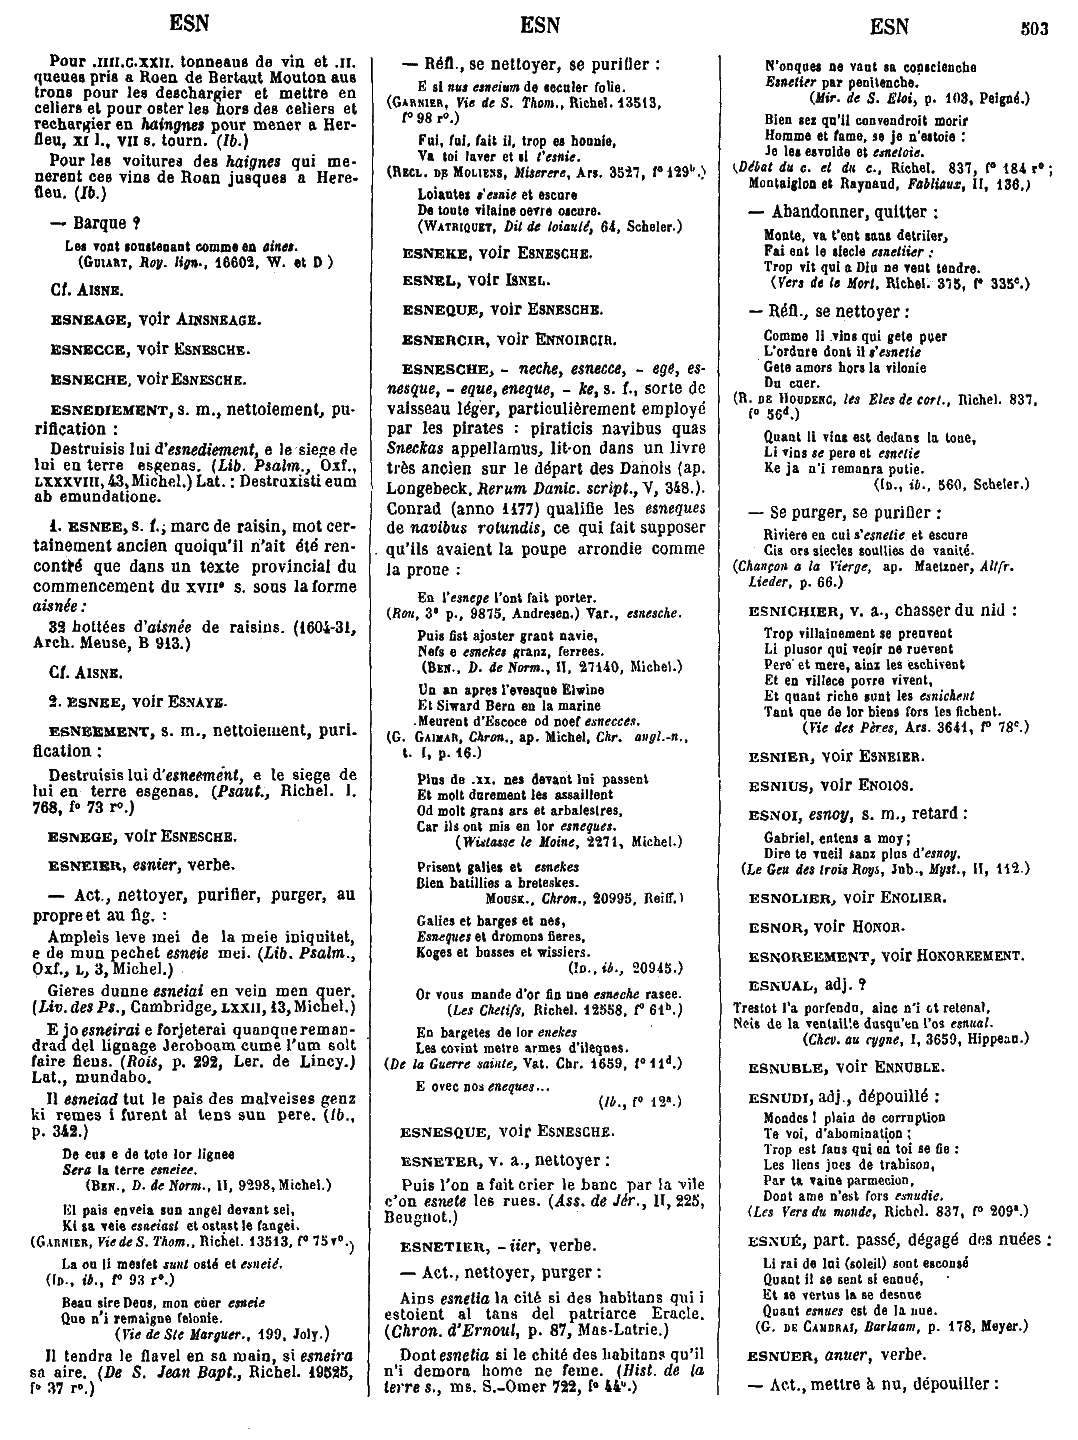 ESN
ESN
ESN
503
Pour .IIII.C.XXII. tonneaus de vin et .II.
queues pris a Roen de Bertaut Mouton aus
trons pour les deschargier et mettre en
celiers et pour oster les hors des celiers et
rechargier en haingnes pour mener a Her-
fleu, XI l., VII s. tourn. (Ib.)
Pour les voitures des haignes qui me-
nerent ces vins de Roan jusques a Here-
fleu. (Ib.)
— Barque ?
Les vont soustenant comme en aines.
(GUIART, Roy. lign., 16602, W. et D )
Cf. AISNE.
ESNEAGE, voir AINSNEAGE.
ESNECCE, voir ESNESCHE.
ESNECHE, voir ESNESCHE.
ESNEDIEMENT, s. m., nettoiement, pu-
rification :
Destruisis lui d'esnediement, e le siege de
lui en terre esgenas. (Lib. Psalm., Oxf.,
LXXXVIII, 43, Michel.) Lat. : Destruxisti eum
ab emundatione.
1. ESNEE, s. f., marc de raisin, mot cer-
tainement ancien quoiqu'il n'ait été ren-
contré que dans un texte provincial du
commencement du XVIIe s. sous la forme
aisnée :
32 hottées d'aisnée de raisins. (1604-31,
Arch. Meuse, B 913.)
Cf. AISNE.
2. ESNEE, voir ESNAYE.
ESNEEMENT, s. m., nettoiement, puri-
fication :
Destruisis lui d'esneement, e le siege de
lui en terre esgenas. (Psaut., Richel. l.
768, f° 73 r°.)
ESNEGE, voir ESNESCHE.
ESNEIER, esnier, verbe.
— Act., nettoyer, purifier, purger, au
propre et au fig. :
Ampleis leve mei de la meie iniquitet,
e de mun pechet esneie mei. (Lib. Psalm.,
Oxf., L, 3, Michel.)
Gieres dunne esneiai en vein men quer.
(Liv. des Ps., Cambridge, LXXII, 13, Michel.)
E jo esneirai e forjeterai quanque reman-
drad del lignage Jeroboam cume l'um solt
faire fiens. (Rois, p. 292, Ler. de Lincy.)
Lat., mundabo.
Il esneiad tut le pais des malveises genz
ki remes i furent al tens sun pere. (Ib.,
p. 342.)
De eus e de tote lor lignee
Sera la terre esneiee.
(BEN., D. de Norm., II, 9298, Michel.)
El pais enveia sun angel devant sei,
Ki sa veie esneiast et ostast le fangei.
(GARNIER, Vie de S. Thom., Richel. 13513, f° 75 v°.)
La ou li mesfet sunt osté et esneié.
(ID., ib., f° 93 r°.)
Beau sire Deus, mon cuer esneie
Que n'i remaigne felonie.
(Vie de Ste Marguer., 199, Joly.)
Il tendra le flavel en sa main, si esneira
sa aire. (De S. Jean Bapt., Richel. 19525,
f° 37 r°.)
— Réfl., se nettoyer, se purifier :
E si nus esneium de seculer folie.
(GARNIER, Vie de S. Thom., Richel. 13513,
f° 98 r°.)
Fui, fui, fait il, trop es honnie,
Va toi laver et si t'esnie.
(RECL. DE MOLIENS, Miserere, Ars. 3527, f° 129b.)
Loiautes s'esnie et escure
De toute vilaine oevre oscure.
(WATRIQUET, Dit de loiauté, 64, Scheler.)
ESNEKE, voir ESNESCHE.
ESNEL, voir ISNEL.
ESNEQUE, voir ESNESCHE.
ESNERCIR, voir ENNOIRCIR.
ESNESCHE, - neche, esnecce, - ege, es-
nesque, - eque, eneque, - ke, s. f., sorte de
vaisseau léger, particulièrement employé
par les pirates : piraticis navibus quas
Sneckas appellamus, lit-on dans un livre
très ancien sur le départ des Danois (ap.
Longebeck, Rerum Danic. script., V, 348.).
Conrad (anno 1177) qualifie les esneques
de navibus rotundis, ce qui fait supposer
qu'ils avaient la poupe arrondie comme
la proue :
En l'esnege l'ont fait porter.
(Rou, 3e p., 9875, Andresen.) Var., esnesche.
Puis fist ajoster grant navie,
Nefs e esnekes granz, ferrees.
(BEN., D. de Norm., II, 27140, Michel.)
Un an apres l'evesque Elwine
Et Siward Bern en la marine
Meurent d'Escoce od noef esnecces.
(G. GAIMAR, Chron., ap. Michel, Chr. angl.-n.,
t. I, p. 16.)
Plus de .xx. nes devant lui passent
Et molt durement les assaillent
Od molt grans ars et arbalestres,
Car ils ont mis en lor esneques.
(Wistasse le Moine, 2271, Michel.)
Prisent galies et esnekes
Bien batillies a breteskes.
MOUSK., Chron., 20995, Reiff.)
Galies et barges et nes,
Esneques et dromons fieres,
Koges et busses et wissiers.
(ID., ib., 20945.)
Or vous mande d'or fin une esneche rasee.
(Les Chetifs, Richel. 12558, f° 61b.)
En bargetes de lor enekes
Les covint metre armes d'ileques.
(De la Guerre sainte, Vat. Chr. 1659, f° 11d.)
E ovec nos eneques...
(Ib., f° 12a.)
ESNESQUE, voir ESNESCHE.
ESNETER, v. a., nettoyer :
Puis l'on a fait crier le banc par la vile
c'on esnete les rues. (Ass. de Jér., II, 225,
Beugnot.)
ESNETIER, - iier, verbe.
— Act., nettoyer, purger :
Ains esnetia la cité si des habitans qui i
estoient al tans del patriarce Eracle.
(Chron. d'Ernoul, p. 87, Mas-Latrie.)
Dont esnetia si le chité des habitans qu'il
n'i demora home ne feme. (Hist. de la
terre s., ms. S.-Omer 722, f° 44b.)
N'onques ne vaut sa conscienche
Esnetier par penitenche.
(Mir. de S. Eloi, p. 103, Peigné.)
Bien sez qu'il convendroit morir
Homme et fame, se je n'estoie :
Je les esvuide et esnetoie.
(Débat du c. et du c., Richel. 837, f° 184 r° ;
Montaiglon et Raynaud, Fabliaux, II, 136.)
— Abandonner, quitter :
Monte, va t'ent sans detriier,
Fai ent le siecle esnetiier :
Trop vit qui a Diu ne veut tendre.
(Vers de le Mort, Richel. 375, f° 335c.)
— Réfl., se nettoyer :
Comme li vins qui gete puer
L'ordure dont il s'esnetie
Gete amors hors la vilonie
Du cuer.
(R. DE HOUDENC, les Eles de cort., Richel. 837,
f° 56d.)
Quant li vins est dedans la tone,
Li vins se pere et esnetie
Ke ja n'i remanra putie.
(ID., ib., 560, Scheler.)
— Se purger, se purifier :
Riviere en cui s'esnetie et escure
Cis ors siecles soullies de vanité.
(Chançon a la Vierge, ap. Maetzner, Altfr.
Lieder, p. 66.)
ESNICHIER, v. a., chasser du nid :
Trop villainement se preuvent
Li plusor qui veoir ne ruevent
Pere et mere, ainz les eschivent
Et en villece povre vivent,
Et quant riche sunt les esnichent
Tant que de lor biens fors les fichent.
(Vie des Pères, Ars. 3641, f° 78c.)
ESNIER, voir ESNEIER.
ESNIUS, voir ENOIOS.
ESNOI, esnoy, s. m., retard :
Gabriel, entens a moy ;
Dire te vueil sanz plus d'esnoy.
(Le Geu des trois Roys, Jub., Myst., II, 112.)
ESNOLIER, voir ENOLIER.
ESNOR, voir HONOR.
ESNOREEMENT, voir HONOREEMENT.
ESNUAL, adj. ?
Trestot l'a porfendu, ainc n'i ot retenal,
Neis de la ventaille dusqu'en l'os esnual.
(Chev. au cygne, I, 3659, Hippeau.)
ESNUBLE, voir ENNUBLE.
ESNUDI, adj., dépouillé :
Mondes ! plain de corruption
Te voi, d'abomination ;
Trop est faus qui en toi se fie :
Les liens jues de trahison,
Par ta vaine parmecion,
Dont ame n'est fors esnudie.
(Les Vers du monde, Richel. 837, f° 209a.)
ESNUÉ, part. passé, dégagé des nuées :
Li rai de lui (soleil) sont esconsé
Quant il se sent si ennué,
Et se vertus la se desnue
Quant esnues est de la nue.
(G. DE CAMBRAI, Barlaam, p. 178, Meyer.)
ESNUER, anuer, verbe.
— Act., mettre à nu, dépouiller :